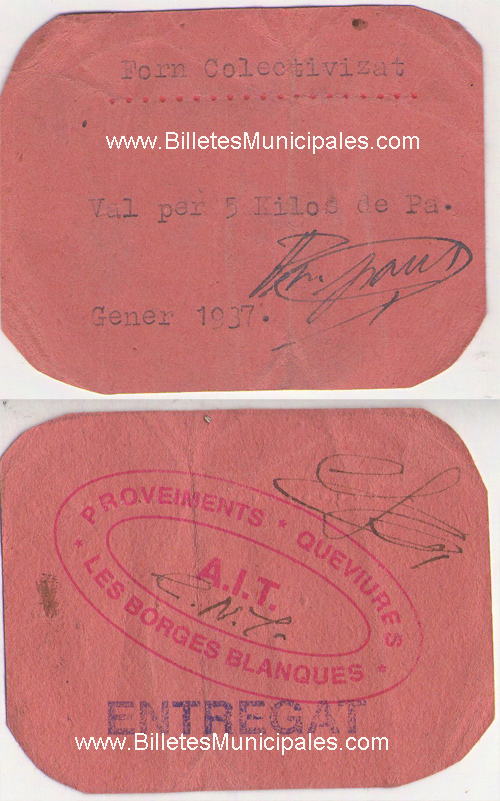 Forn Colectivizat
www.BilletesMunicipales.com
Val per 5 Kilos de Pa.
Gener 1937.
PROVEIMENTS * QUEVIURES
A.I.T.
C.N.T.
* LES BORGES BLANQUES *
ENTREGAT
www.BilletesMunicipales.com